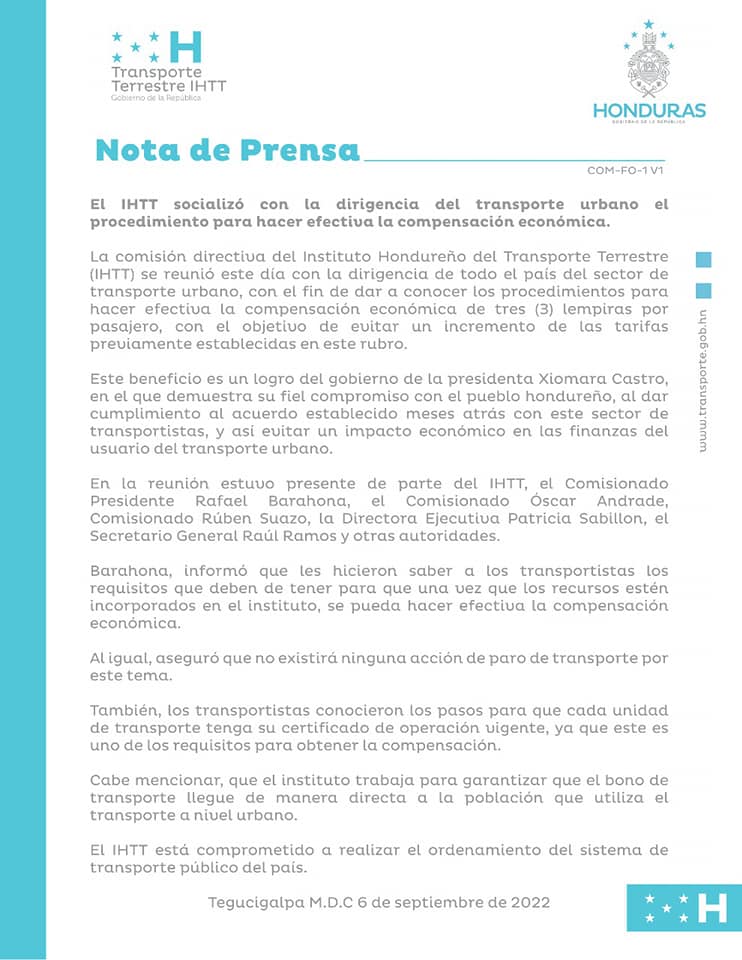 H
Transporte
Terrestre IHTT
Gobierno de la República
HONDURAS
GOBIERNO DE LA REPÚBLICA
Nota de Prensa
COM-FO-1 V1
El IHTT socializó con la dirigencia del transporte urbano el
procedimiento para hacer efectiva la compensación económica.
La comisión directiva del Instituto Hondureño del Transporte Terrestre
(IHTT) se reunió este día con la dirigencia de todo el país del sector de
transporte urbano, con el fin de dar a conocer los procedimientos para
hacer efectiva la compensación económica de tres (3) lempiras por
pasajero, con el objetivo de evitar un incremento de las tarifas
previamente establecidas en este rubro.
Este beneficio es un logro del gobierno de la presidenta Xiomara Castro,
en el que demuestra su fiel compromiso con el pueblo hondureño, al dar
cumplimiento al acuerdo establecido meses atrás con este sector de
transportistas, y así evitar un impacto económico en las finanzas del
usuario del transporte urbano.
En la reunión estuvo presente de parte del IHTT, el Comisionado
Presidente Rafael Barahona, el Comisionado Óscar Andrade,
Comisionado Rúben Suazo, la Directora Ejecutiva Patricia Sabillon, el
Secretario General Raúl Ramos y otras autoridades.
Barahona, informó que les hicieron saber a los transportistas los
requisitos que deben de tener para que una vez que los recursos estén
incorporados en el instituto, se pueda hacer efectiva la compensación
económica.
Al igual, aseguró que no existirá ninguna acción de paro de transporte por
este tema.
También, los transportistas conocieron los pasos para que cada unidad
de transporte tenga su certificado de operación vigente, ya que este es
uno de los requisitos para obtener la compensación.
Cabe mencionar, que el instituto trabaja para garantizar que el bono de
transporte llegue de manera directa a la población que utiliza el
transporte a nivel urbano.
El IHTT está comprometido a realizar el ordenamiento del sistema de
transporte público del país.
Tegucigalpa M.D.C 6 de septiembre de 2022
www.transporte.gob.hn
H